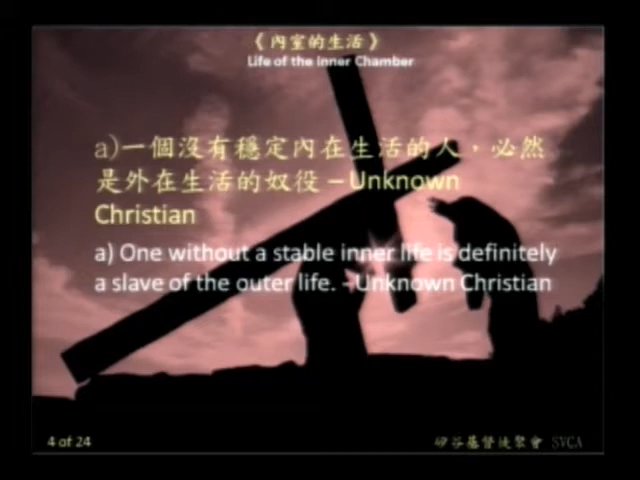 《內室的生活》
Life of the Inner Chamber
a)一個沒有穩定內在生活的人，必然
是外在生活的奴役 – Unknown
Christian
a) One without a stable inner life is definitely
a slave of the outer life. - Unknown Christian
4 of 24
矽谷基督徒聚會 SVCA